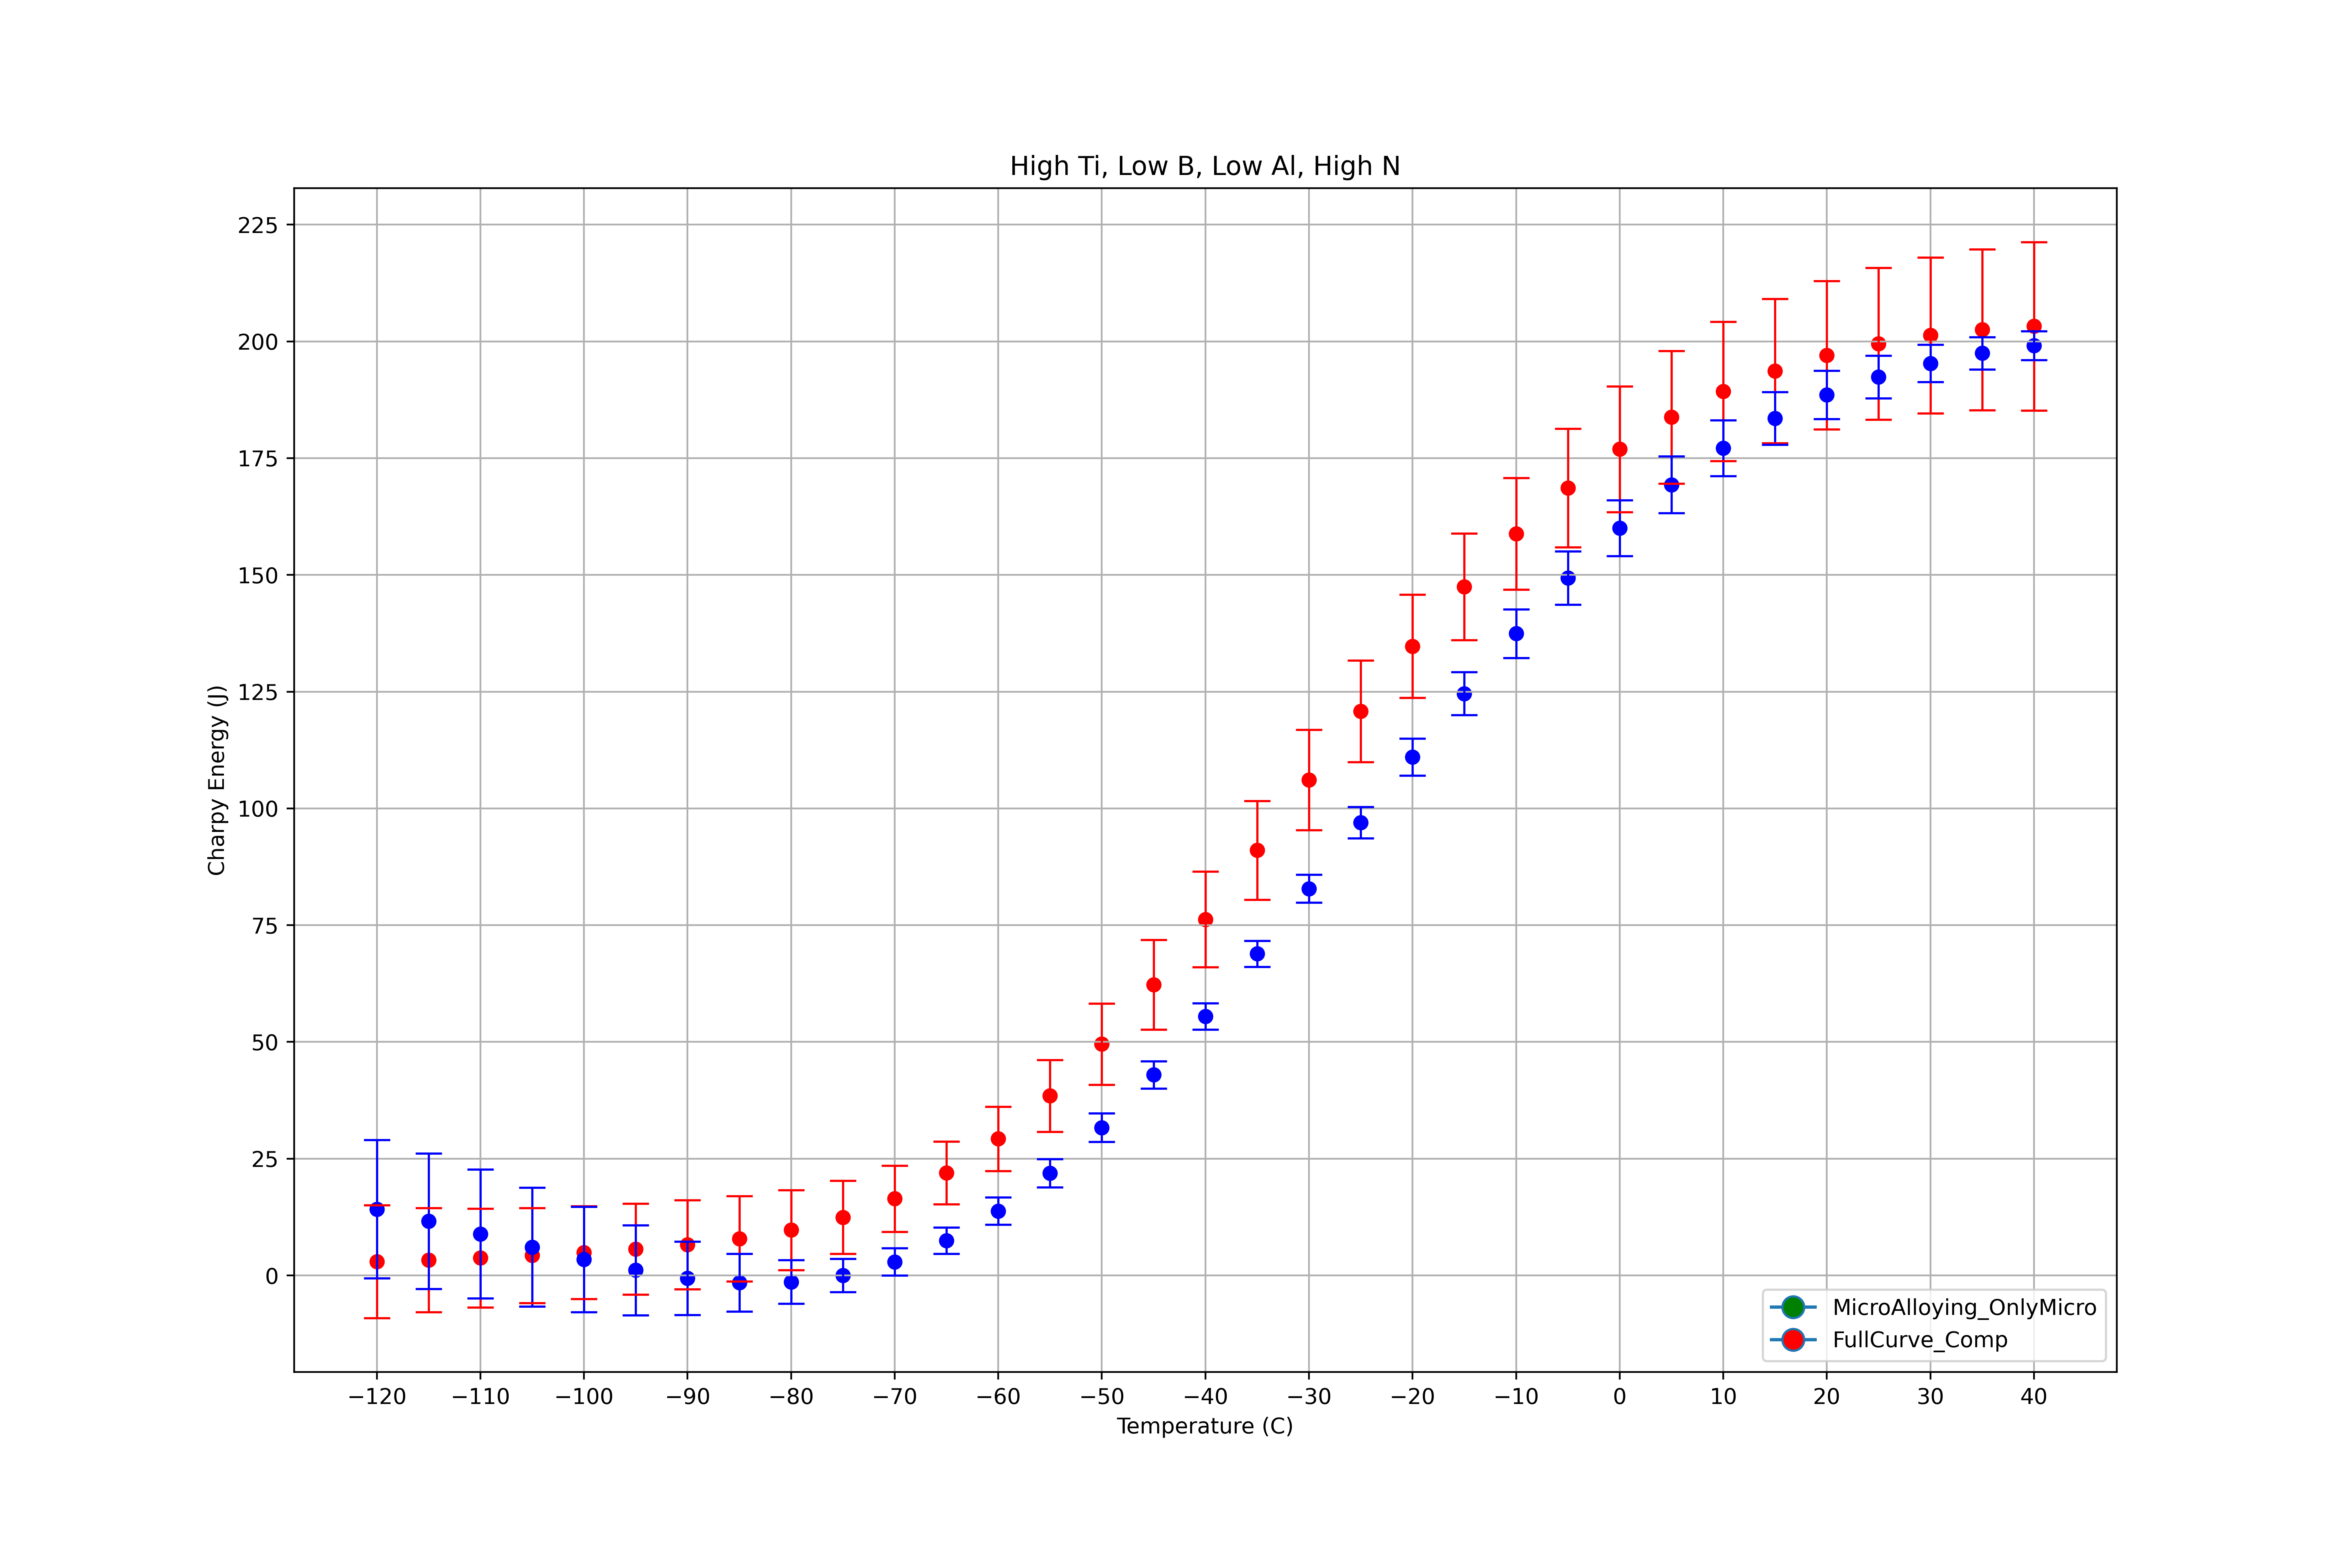 High Ti, Low B, Low Al, High N
225
200
175
150
125
100
75
50
25
0
Charpy Energy (J)
−120 −110 −100 −90 −80 −70 −60 −50 −40 −30 −20 −10 0 10 20 30 40
Temperature (C)
MicroAlloying_OnlyMicro
FullCurve_Comp